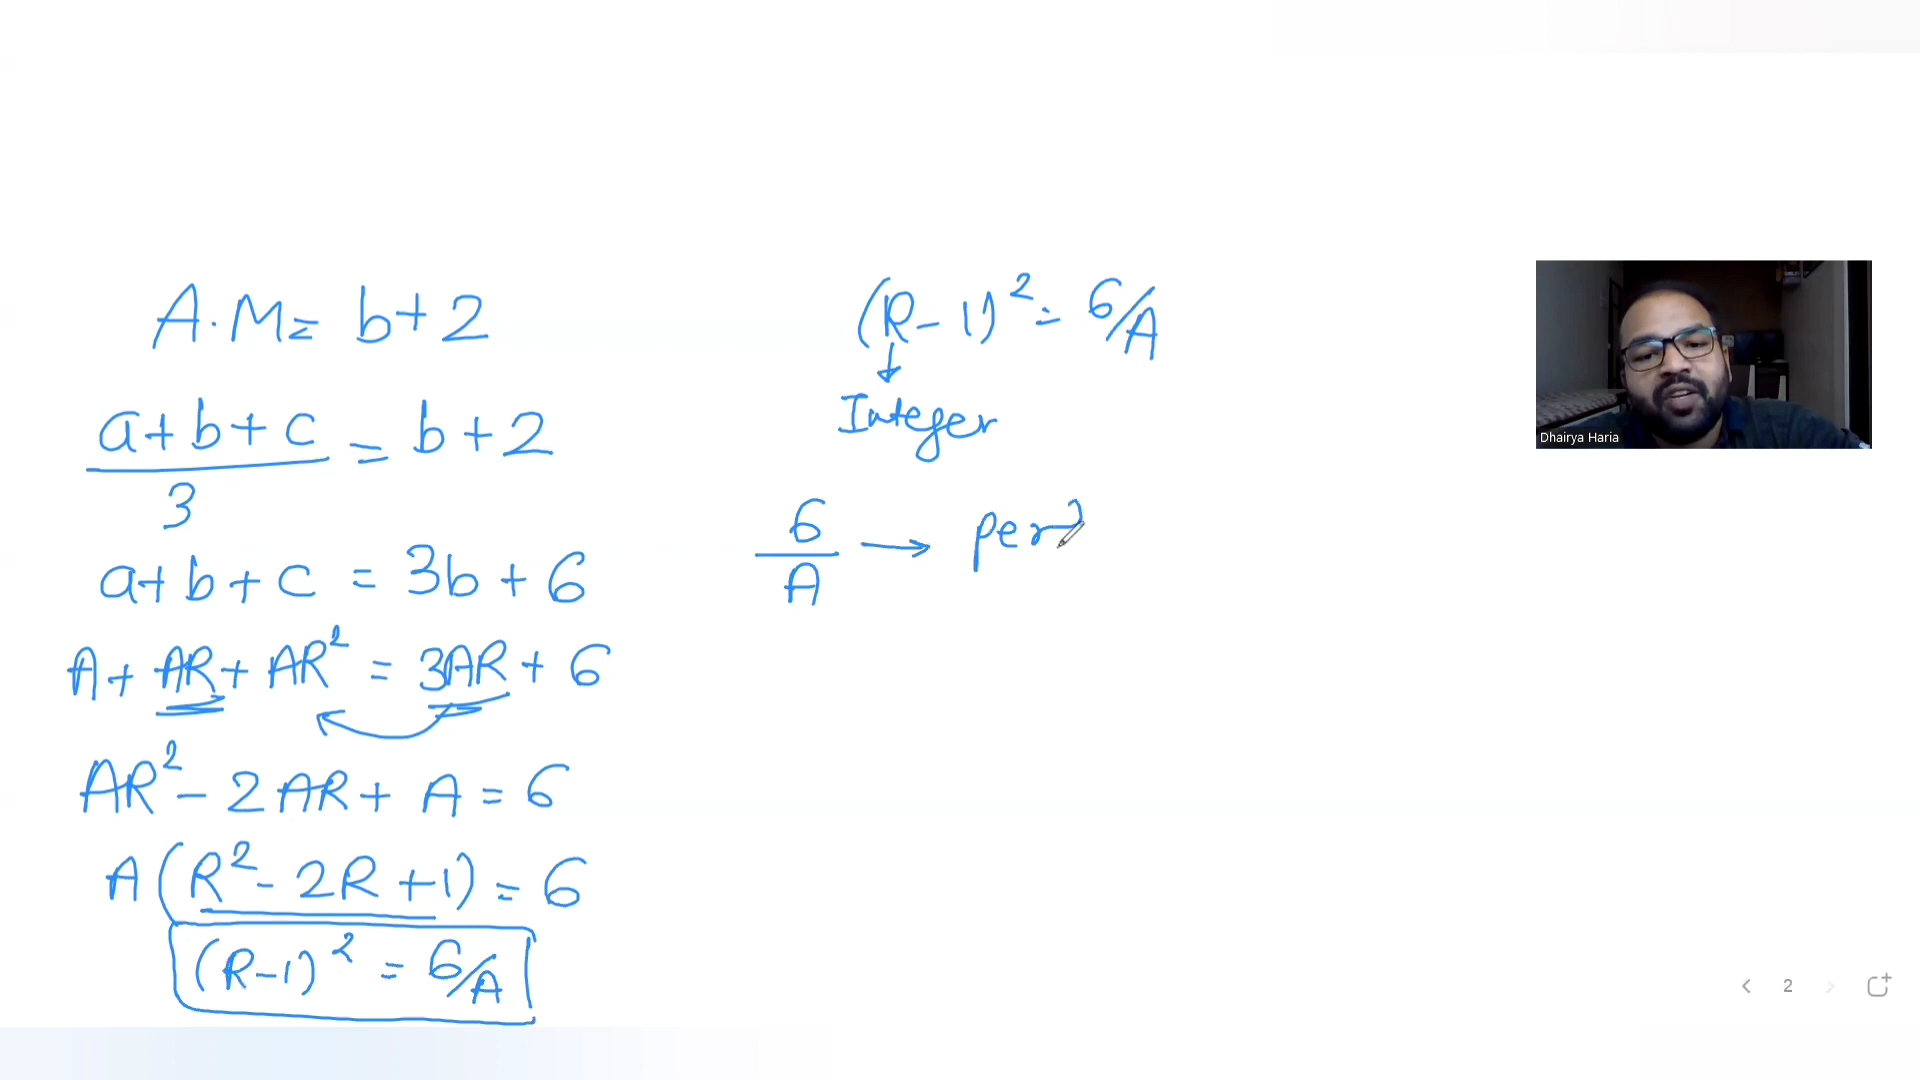 A.M = b+2
a+b+c = b+2
3
a+b+c = 3b+6
A+ AR+ AR² = 3AR + 6
AR² - 2AR + A = 6
A (R² - 2R + 1) = 6
(R-1)² = 6/A
(R-1)² = 6/A
↓
Integer
6 → per
A
Dhairya Haria
2